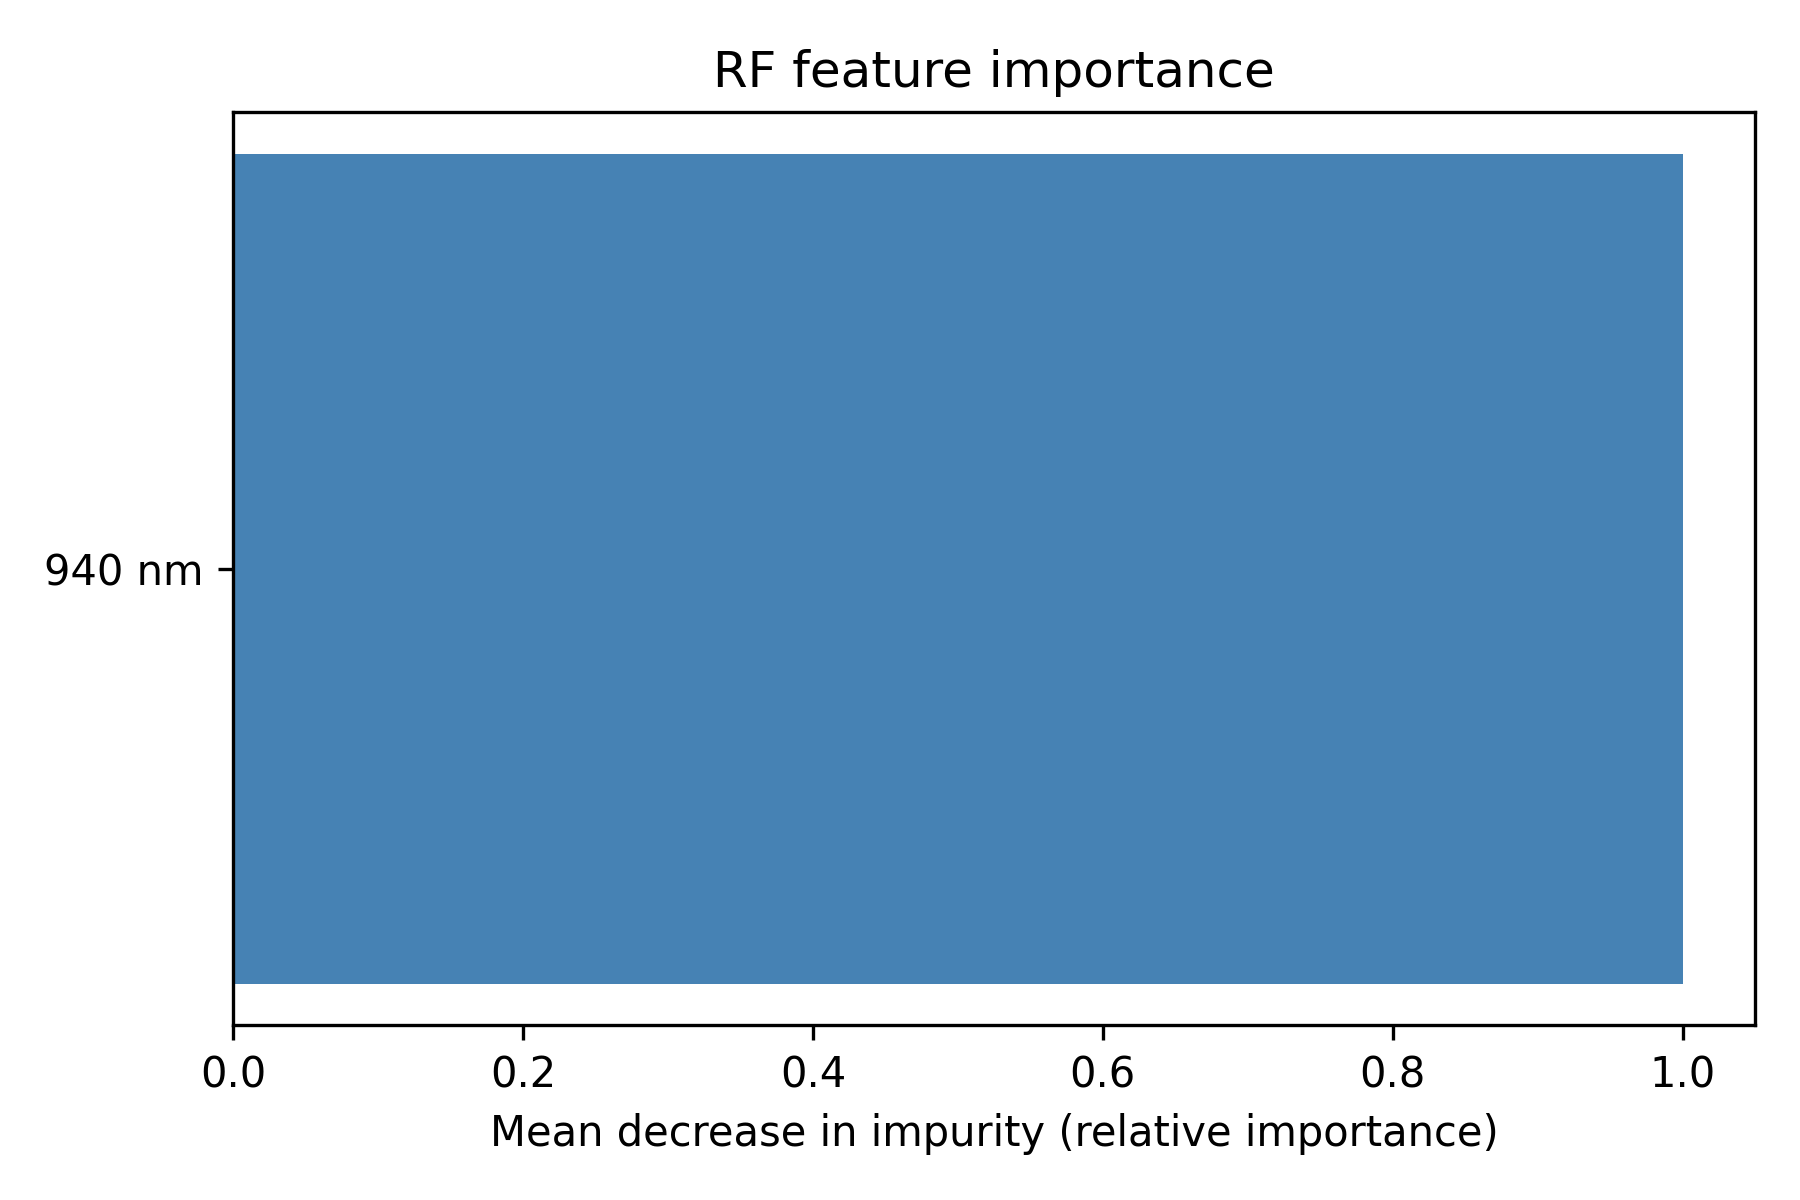 RF feature importance
940 nm
0.0 0.2 0.4 0.6 0.8 1.0
Mean decrease in impurity (relative importance)